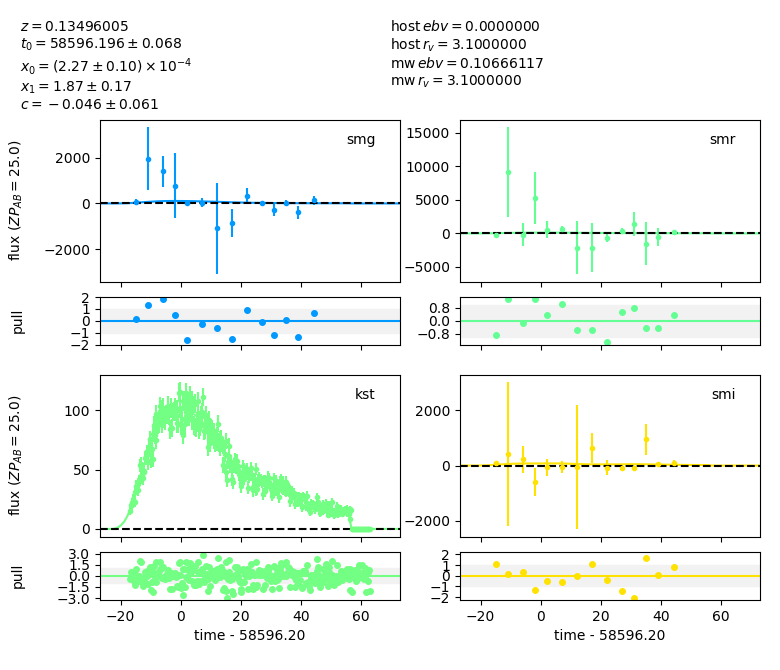 z = 0.13496005
t₀ = 58596.196 ± 0.068
x₀ = (2.27 ± 0.10) × 10⁻⁴
x₁ = 1.87 ± 0.17
c = −0.046 ± 0.061
host ebv = 0.0000000
host r_v = 3.1000000
mw ebv = 0.10666117
mw r_v = 3.1000000
flux (ZP_AB = 25.0)
2000
0
−2000
smg
15000
10000
5000
0
−5000
smr
pull
2
1
0
−1
−2
0.8
0.0
−0.8
flux (ZP_AB = 25.0)
100
50
0
kst
2000
0
−2000
smi
pull
3.0
1.5
0.0
−1.5
−3.0
−20 0 20 40 60
time - 58596.20
2
1
0
−1
−2
−20 0 20 40 60
time - 58596.20